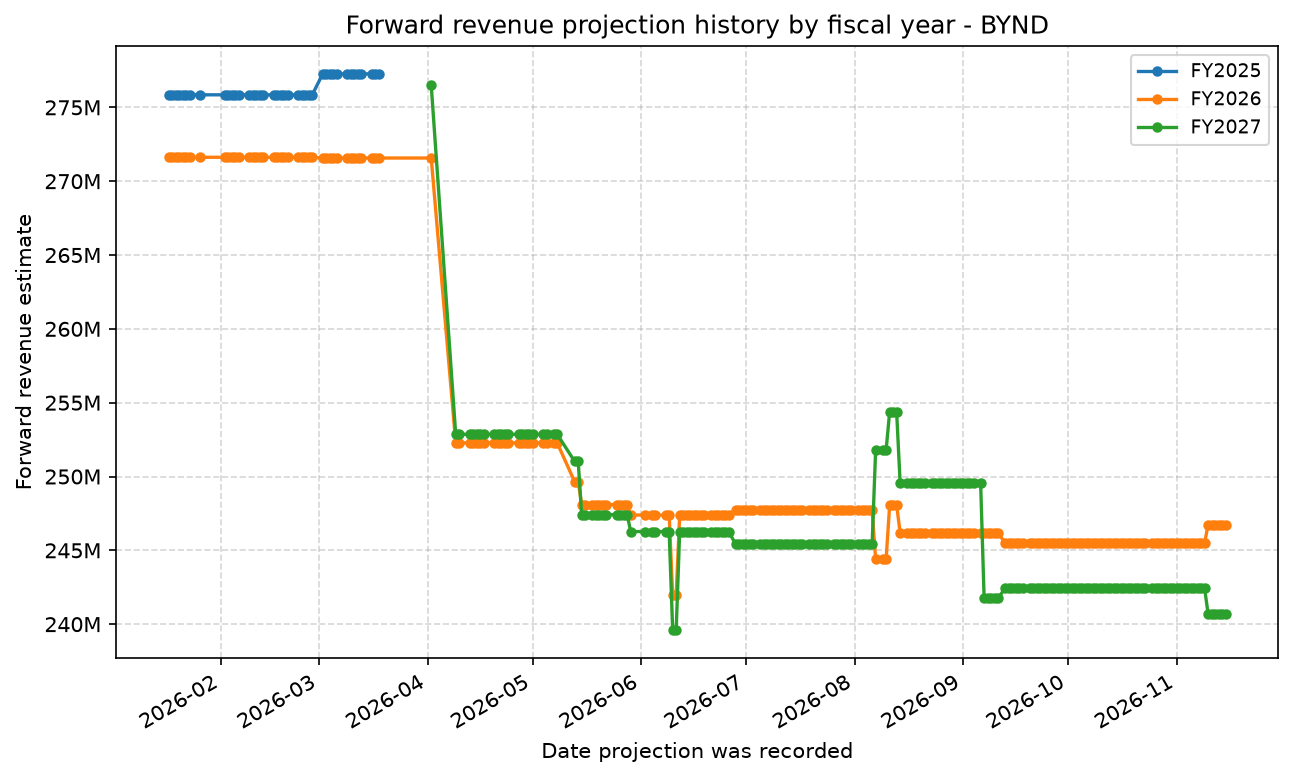 Forward revenue projection history by fiscal year - BYND
FY2025
FY2026
FY2027
Forward revenue estimate
275M
270M
265M
260M
255M
250M
245M
240M
2026-02
2026-03
2026-04
2026-05
2026-06
2026-07
2026-08
2026-09
2026-10
2026-11
Date projection was recorded